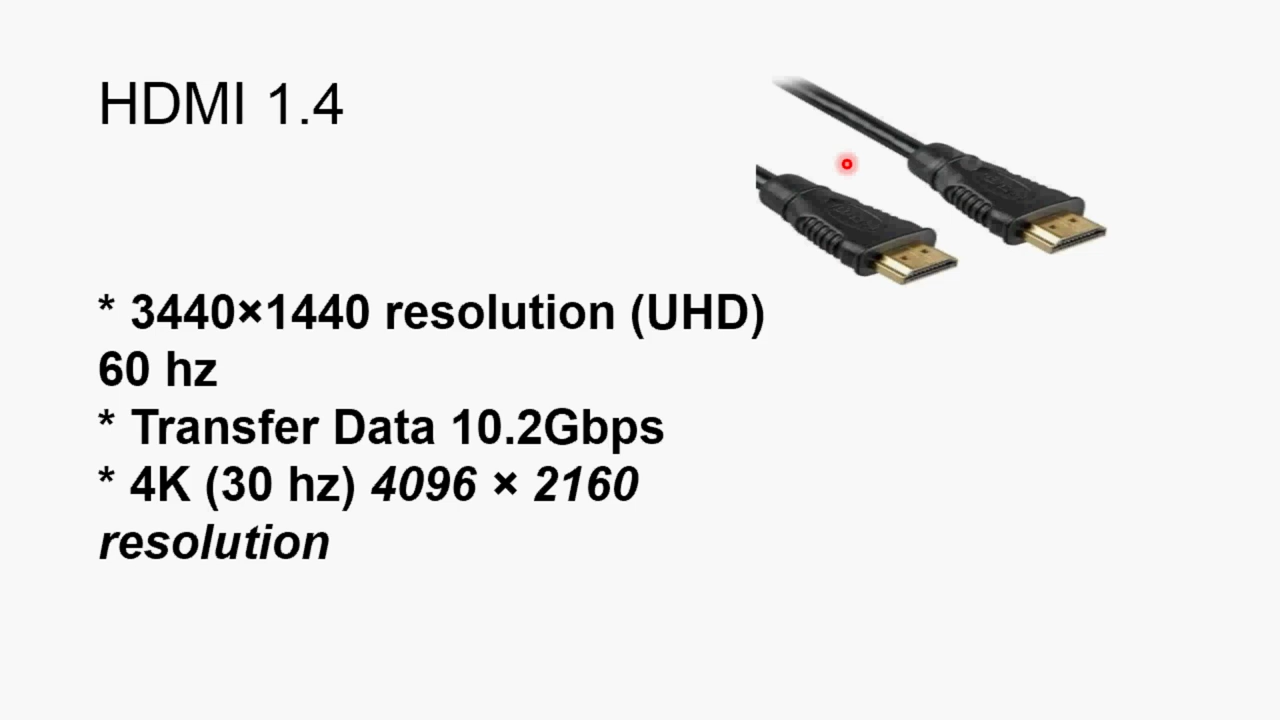 HDMI 1.4
* 3440×1440 resolution (UHD)
60 hz
* Transfer Data 10.2Gbps
* 4K (30 hz) 4096 × 2160
resolution